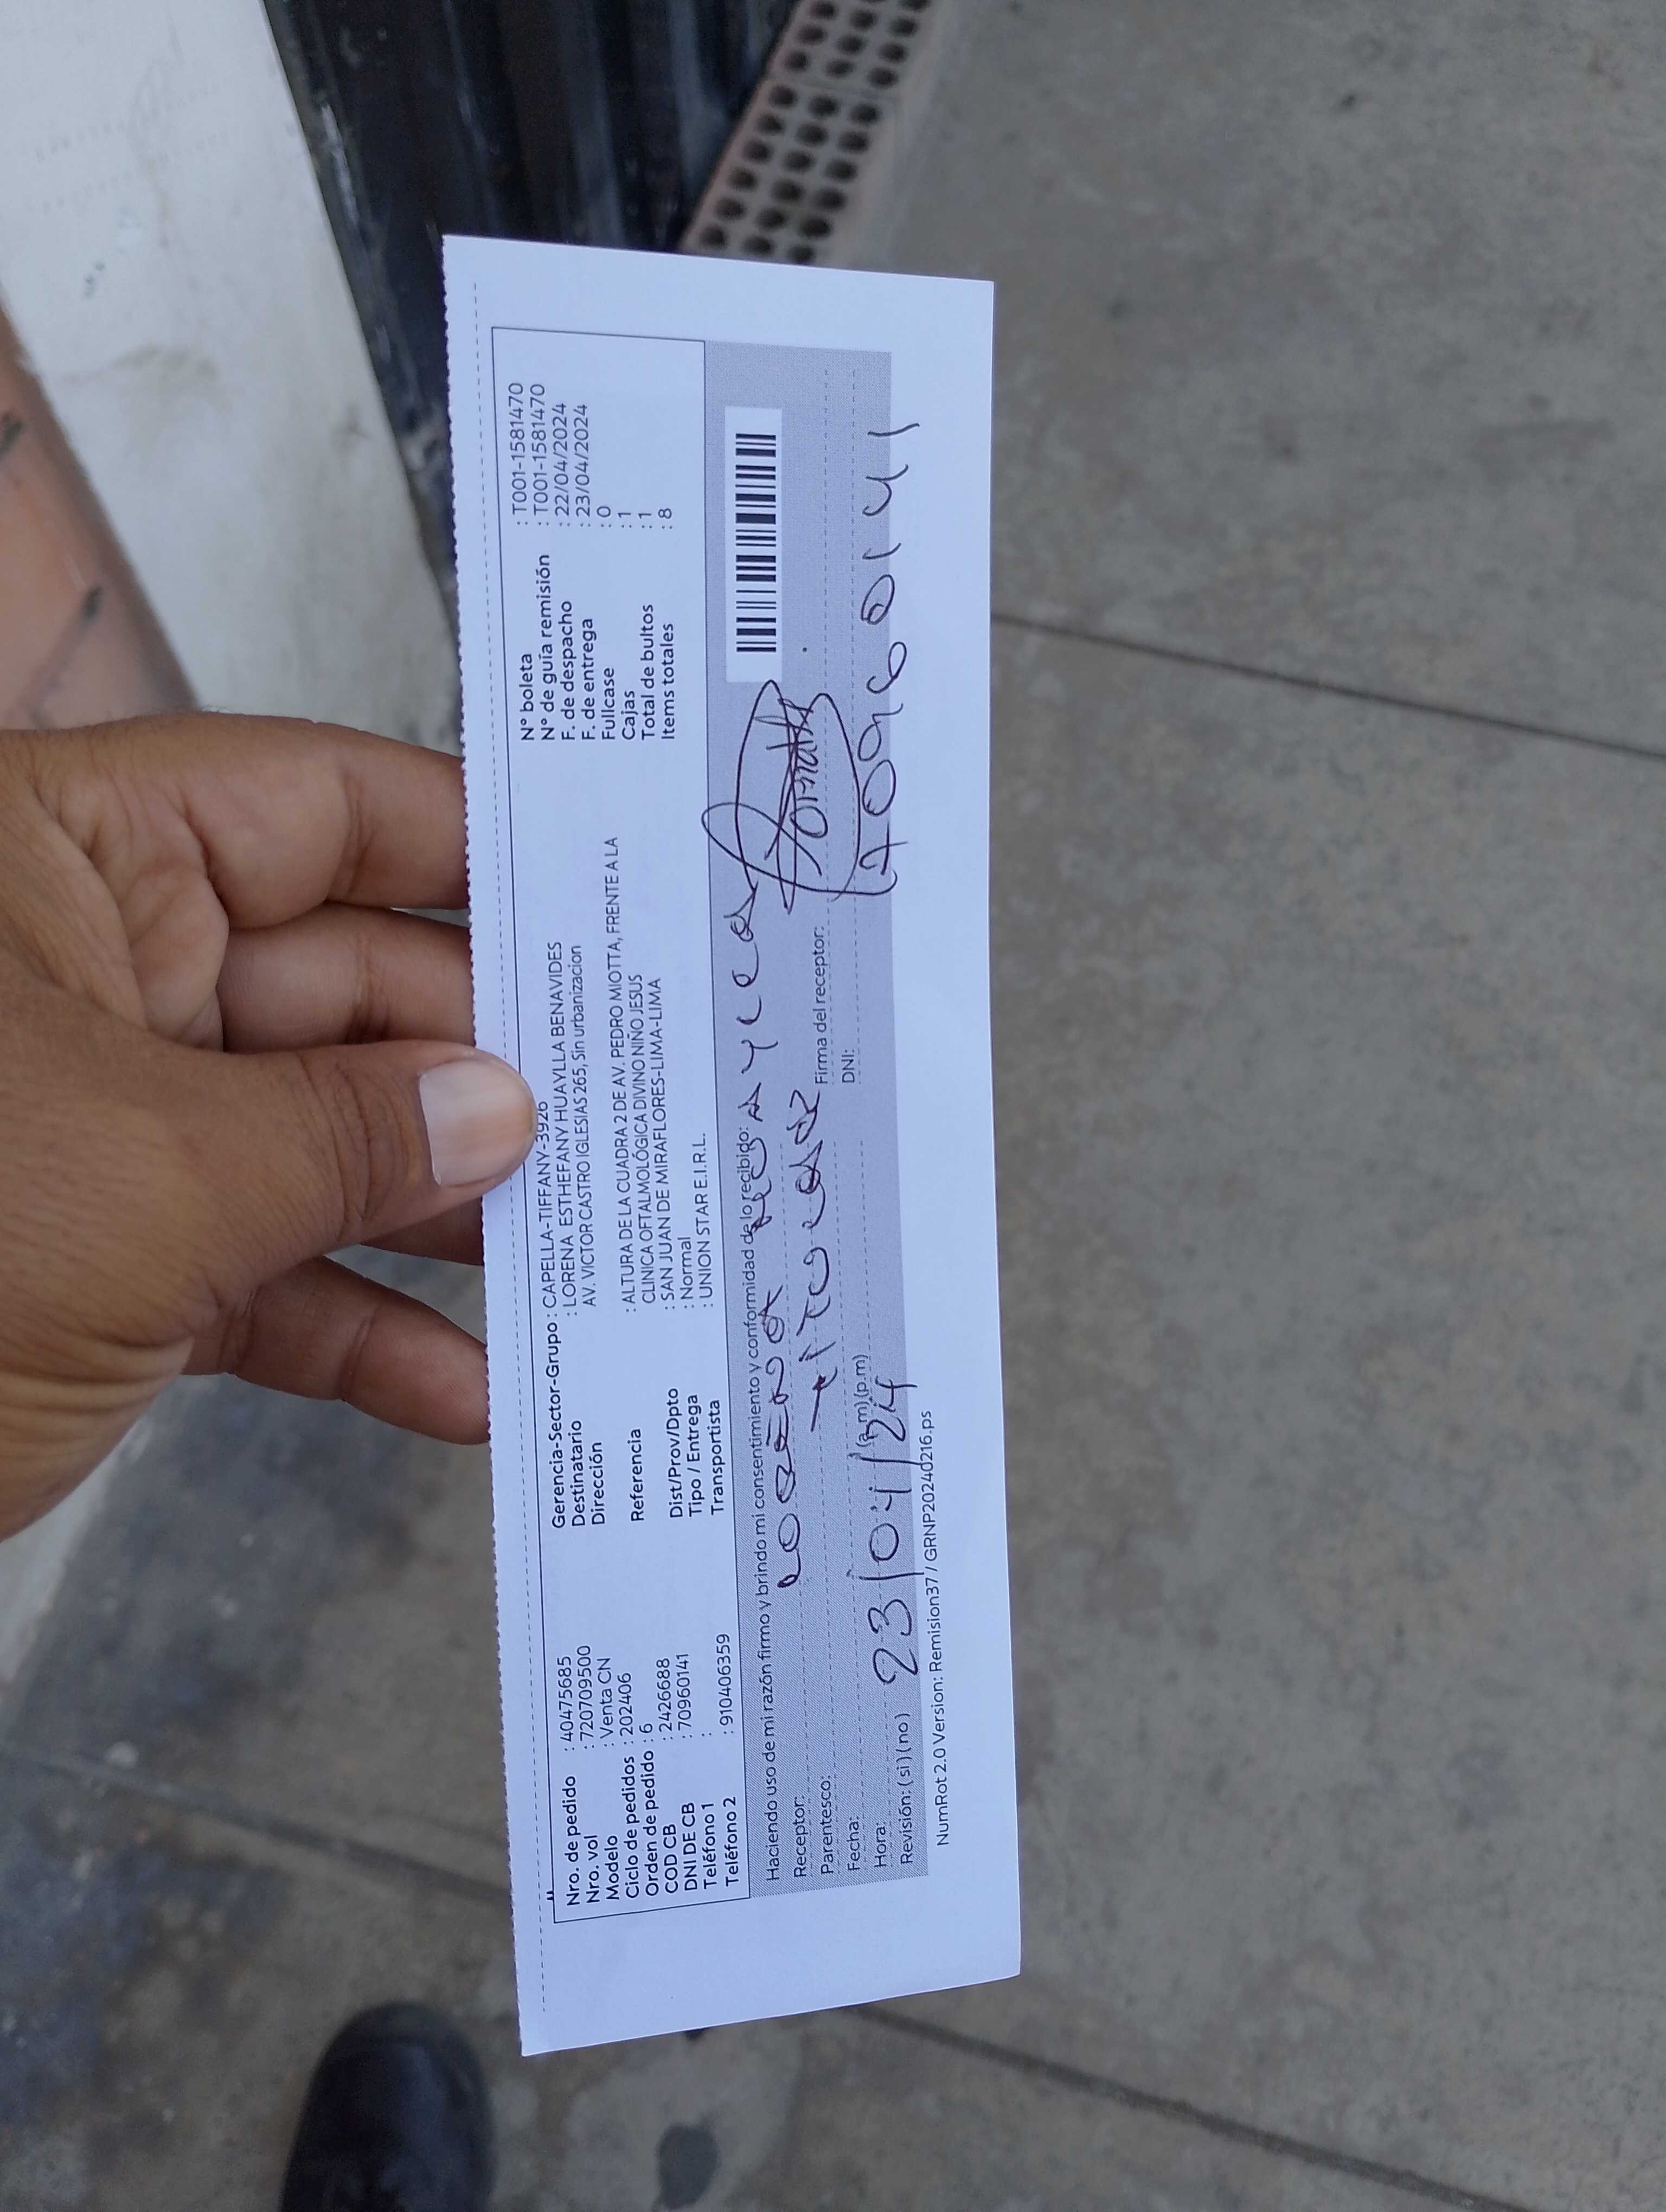 Nro. de pedido : 40475685
Nro. vol : 720709500
Modelo : Venta CN
Ciclo de pedidos : 202406
Orden de pedido : 6
COD CB : 2426688
DNI DE CB : 70960141
Teléfono 1 :
Teléfono 2 : 910406359
Gerencia-Sector-Grupo : CAPELLA-TIFFANY-3926
Destinatario : LORENA ESTHEFANY HUAYLLA BENAVIDES
Dirección AV. VICTOR CASTRO IGLESIAS 265, Sin urbanizacion
Referencia : ALTURA DE LA CUADRA 2 DE AV. PEDRO MIOTTA, FRENTE A LA
CLINICA OFTALMOLÓGICA DIVINO NIÑO JESUS
Dist/Prov/Dpto : SAN JUAN DE MIRAFLORES-LIMA-LIMA
Tipo / Entrega : Normal
Transportista : UNION STAR E.I.R.L.
N° boleta : T001-1581470
N° de guía remisión : T001-1581470
F. de despacho : 22/04/2024
F. de entrega : 23/04/2024
Fullcase : 0
Cajas : 1
Total de bultos : 1
Items totales : 8
Haciendo uso de mi razón firmo y brindo mi consentimiento y conformidad de lo recibido:
Receptor: Lorena Huaylla
Parentesco: Titular
Fecha:
Hora: 23/04/24 (a.m) (p.m)
Revisión: (si) (no)
Firma del receptor:
DNI: 70960141
NumRot 2.0 Version: Remision37 / GRNP20240216.ps